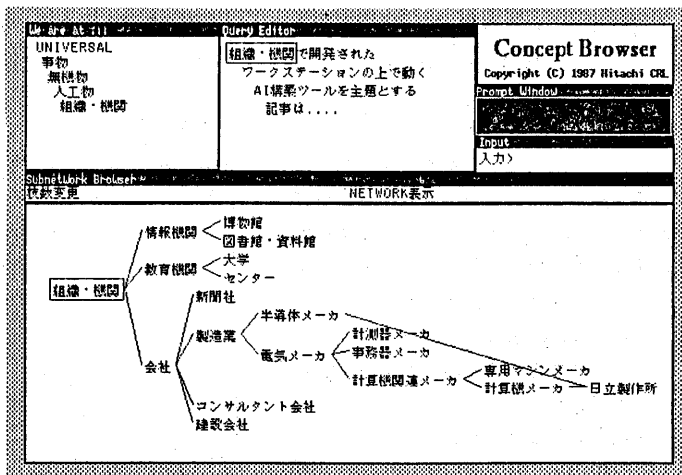 We are at
UNIVERSAL
事物
無機物
人工物
組織・機関
Query Editor
組織・機関で開発された
ワークステーションの上で動く
AI構築ツールを主題とする
記事は....
Concept Browser
Copyright (C) 1987 Hitachi CRL
Prompt Window
Input
入力>
Subnetwork Browser
枝数変更 NETWORK表示
博物館
情報機関
図書館・資料館
大学
教育機関
センター
組織・機関
新聞社
半導体メーカ
計測器メーカ
製造業
事務器メーカ
電気メーカ
専用マシンメーカ
会社
計算機関連メーカ
計算機メーカ
日立製作所
コンサルタント会社
建設会社